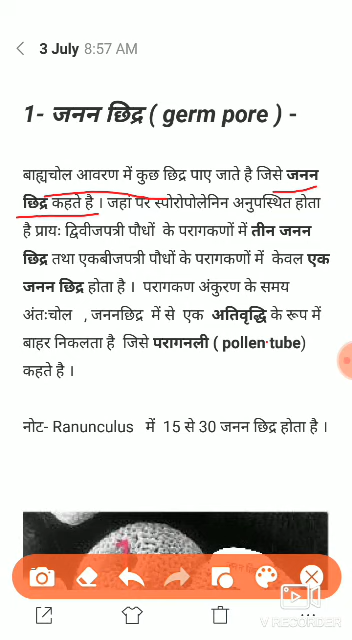 3 July 8:57 AM
1- जनन छिद्र ( germ pore ) -
बाह्यचोल आवरण में कुछ छिद्र पाए जाते है जिसे जनन
छिद्र कहते है । जहां पर स्पोरोपोलेनिन अनुपस्थित होता
है प्रायः द्विवीजपत्री पौधों के परागकणों में तीन जनन
छिद्र तथा एकबीजपत्री पौधों के परागकणों में केवल एक
जनन छिद्र होता है । परागकण अंकुरण के समय
अंतःचोल , जननछिद्र में से एक अतिवृद्धि के रूप में
बाहर निकलता है जिसे परागनली ( pollen tube)
कहते है ।
नोट- Ranunculus में 15 से 30 जनन छिद्र होता है ।
V RECORDER